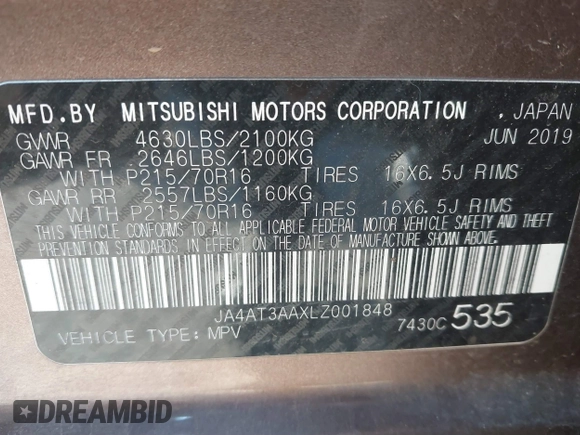 MFD.BY MITSUBISHI MOTORS CORPORATION , JAPAN
GVWR 4630LBS/2100KG JUN 2019
GAWR FR 2646LBS/1200KG
WITH P215/70R16 TIRES 16X6.5J RIMS
GAWR RR 2557LBS/1160KG
WITH P215/70R16 TIRES 16X6.5J RIMS
THIS VEHICLE CONFORMS TO ALL APPLICABLE FEDERAL MOTOR VEHICLE SAFETY AND THEFT
PREVENTION STANDARDS IN EFFECT ON THE DATE OF MANUFACTURE SHOWN ABOVE.
JA4AT3AAXLZ001848
VEHICLE TYPE: MPV 7430C 535
DREAMBID